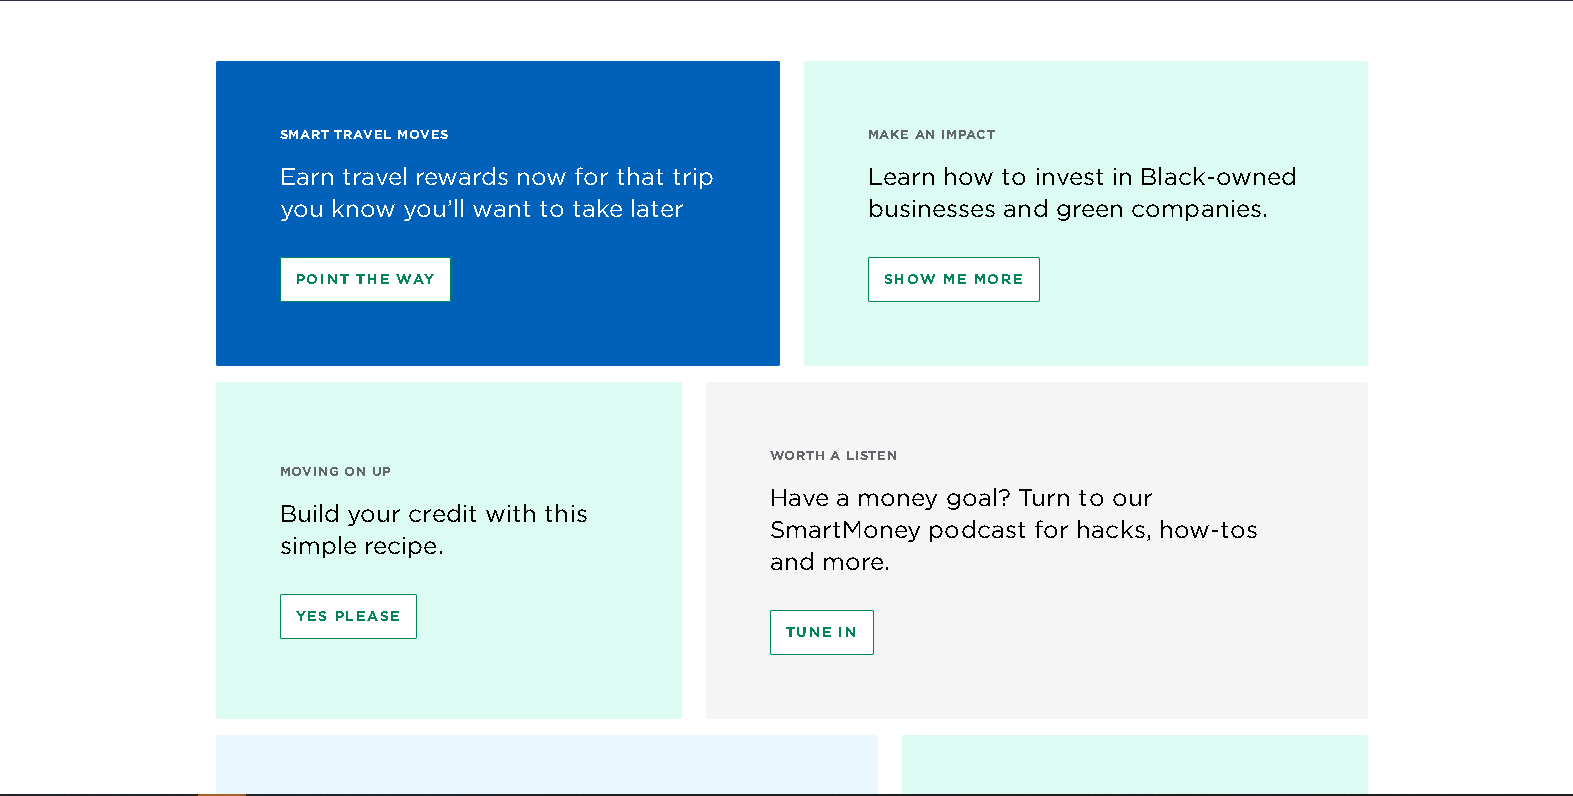 SMART TRAVEL MOVES
Earn travel rewards now for that trip
you know you’ll want to take later
POINT THE WAY
MAKE AN IMPACT
Learn how to invest in Black-owned
businesses and green companies.
SHOW ME MORE
MOVING ON UP
Build your credit with this
simple recipe.
YES PLEASE
WORTH A LISTEN
Have a money goal? Turn to our
SmartMoney podcast for hacks, how-tos
and more.
TUNE IN